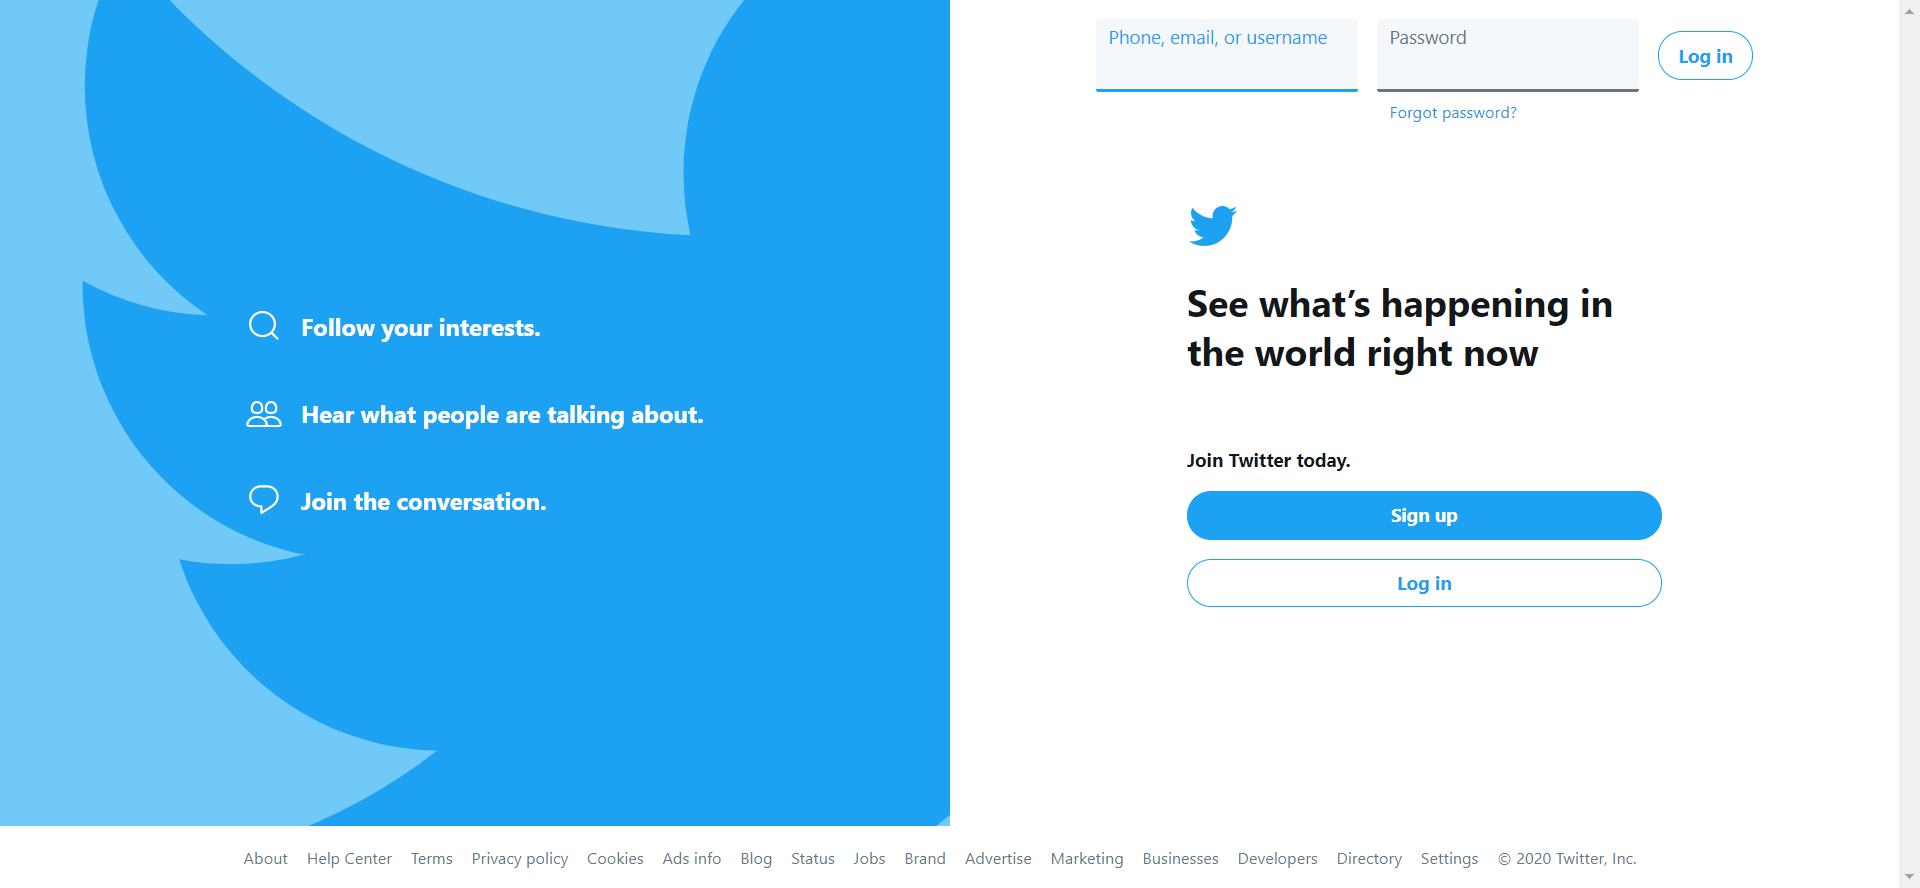 Phone, email, or username
Password
Log in
Forgot password?
Follow your interests.
Hear what people are talking about.
Join the conversation.
See what’s happening in
the world right now
Join Twitter today.
Sign up
Log in
About Help Center Terms Privacy policy Cookies Ads info Blog Status Jobs Brand Advertise Marketing Businesses Developers Directory Settings © 2020 Twitter, Inc.